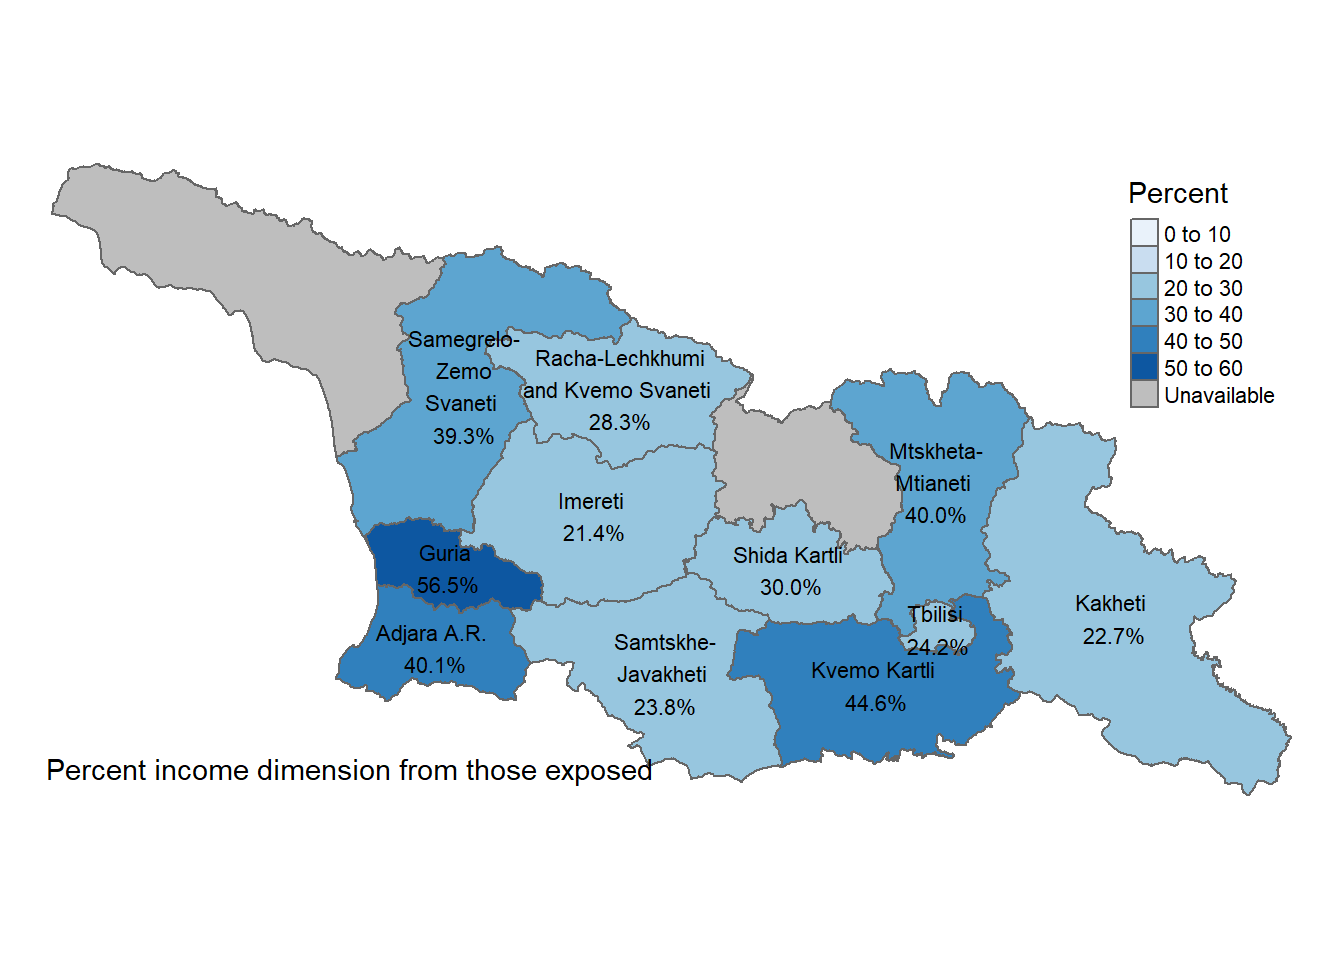 Percent
0 to 10
10 to 20
20 to 30
30 to 40
40 to 50
50 to 60
Unavailable
Samegrelo-
Zemo
Svaneti
39.3%
Racha-Lechkhumi
and Kvemo Svaneti
28.3%
Mtskheta-
Mtianeti
40.0%
Imereti
21.4%
Guria
56.5%
Shida Kartli
30.0%
Adjara A.R.
40.1%
Samtskhe-
Javakheti
23.8%
Tbilisi
24.2%
Kvemo Kartli
44.6%
Kakheti
22.7%
Percent income dimension from those exposed